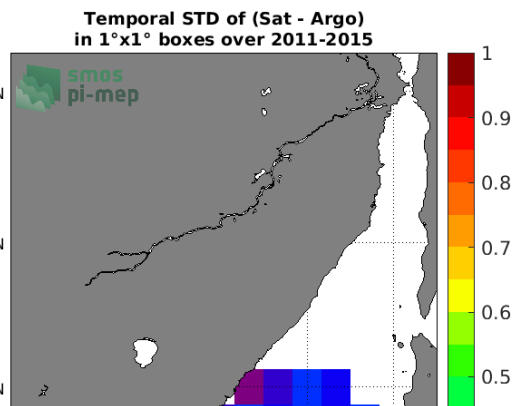 Temporal STD of (Sat - Argo)
in 1°x1° boxes over 2011-2015
smos
pi-mep
1
0.9
0.8
0.7
0.6
0.5
N
N
N